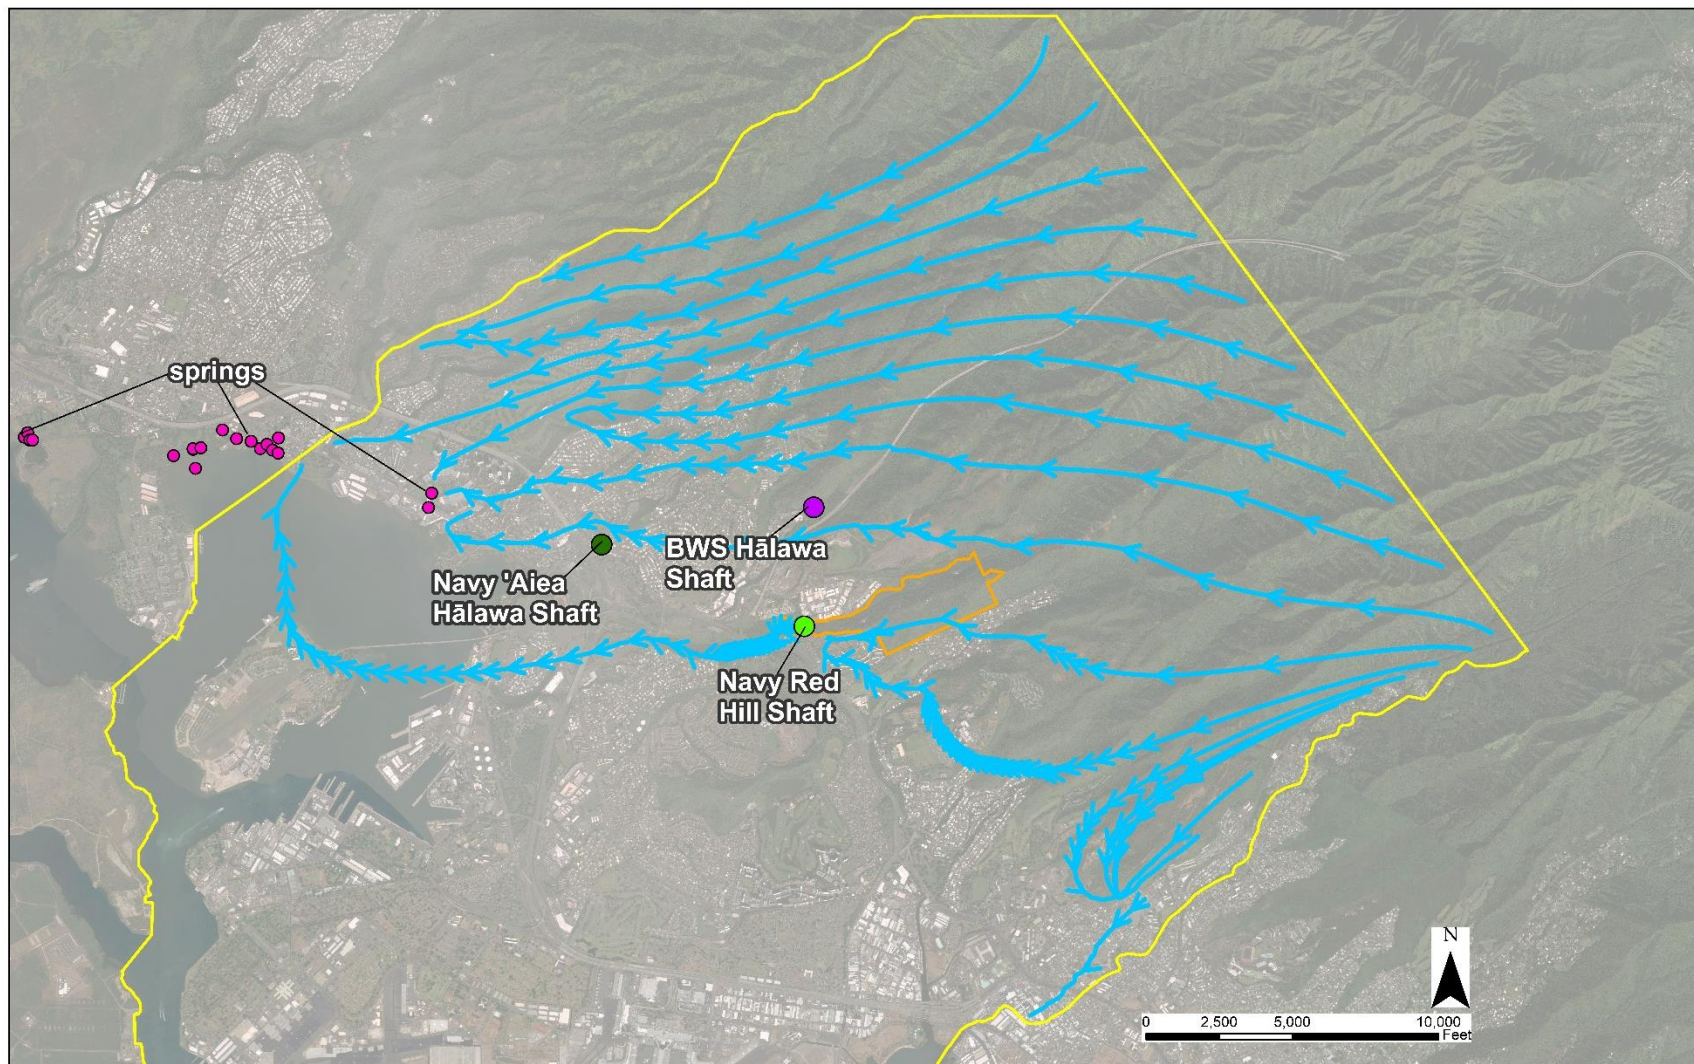 springs
BWS Hālawa
Shaft
Navy 'Aiea
Hālawa Shaft
Navy Red
Hill Shaft
N
0 2,500 5,000 10,000
Feet